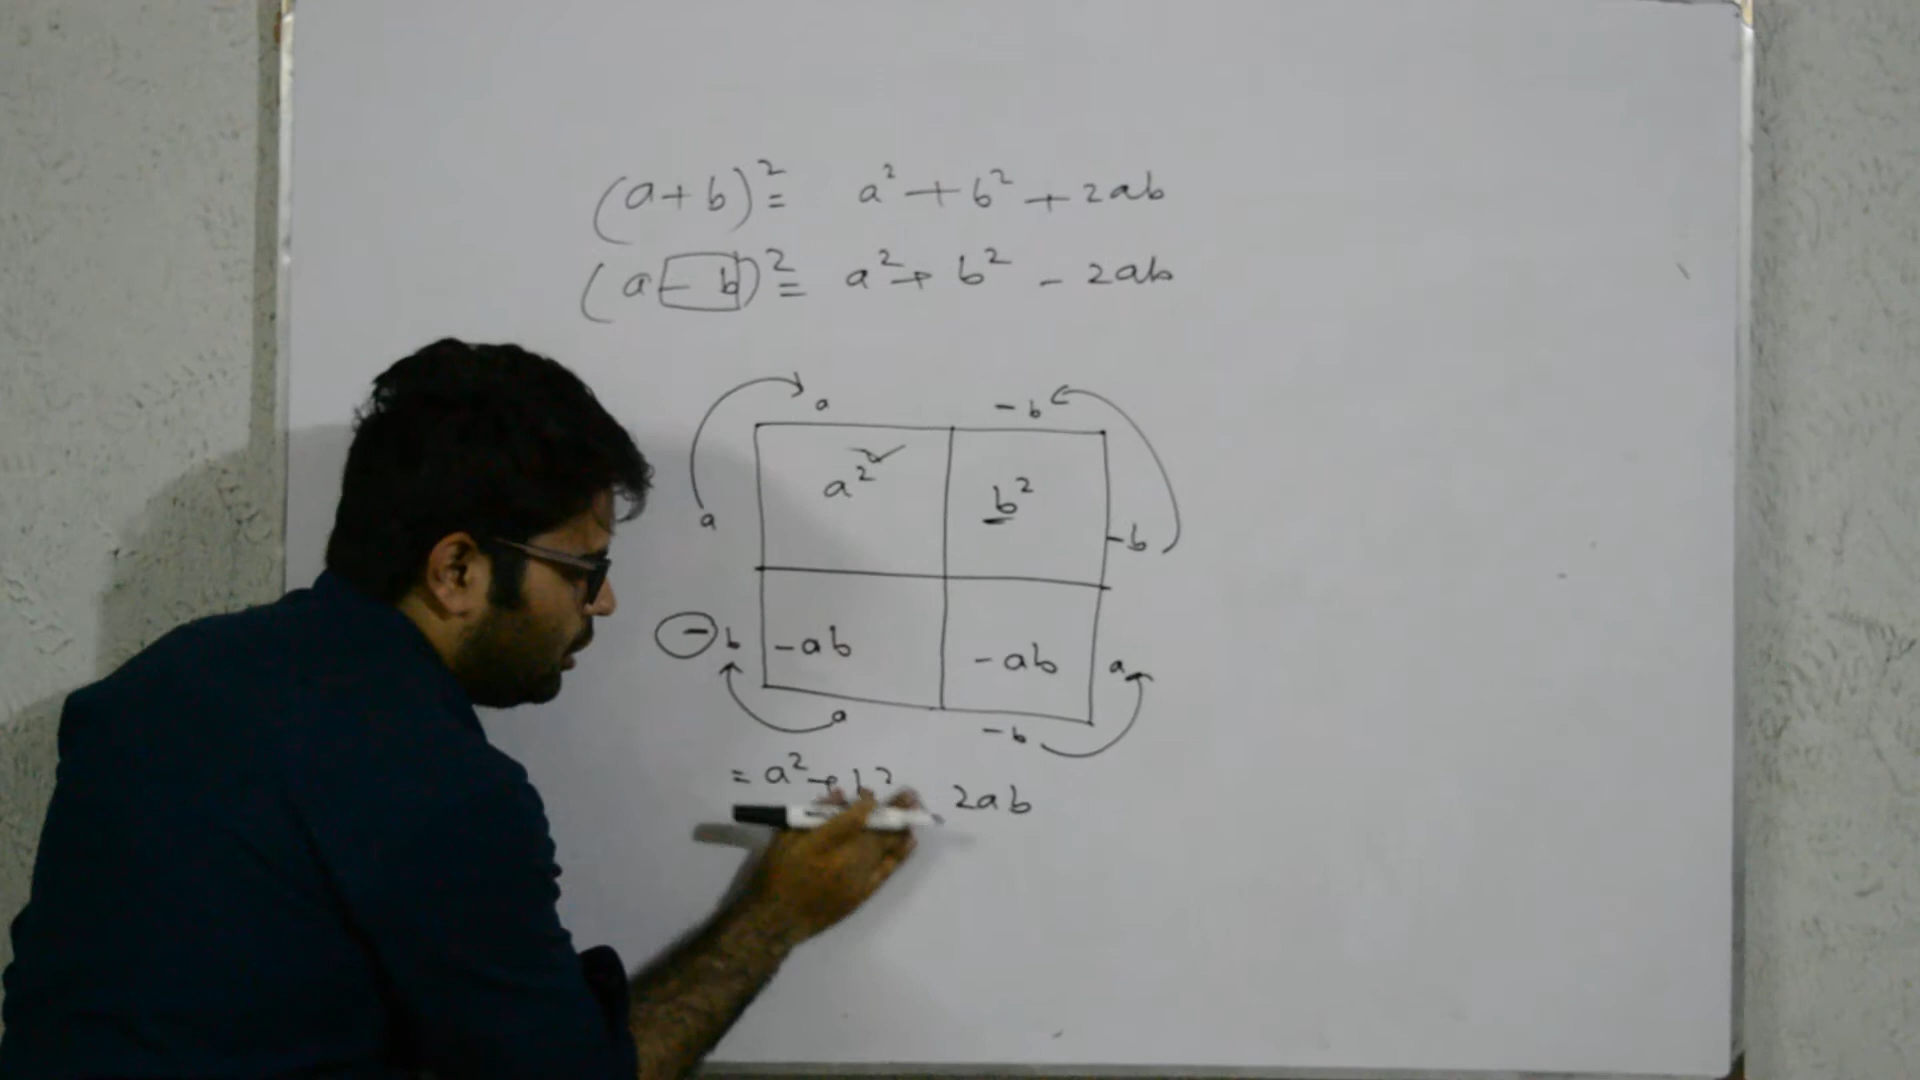 (a+b)² = a² + b² + 2ab
(a - b)² = a² + b² - 2ab
a - b
a² b²
a - b
- b - ab - ab a
a - b
= a² + b² - 2ab